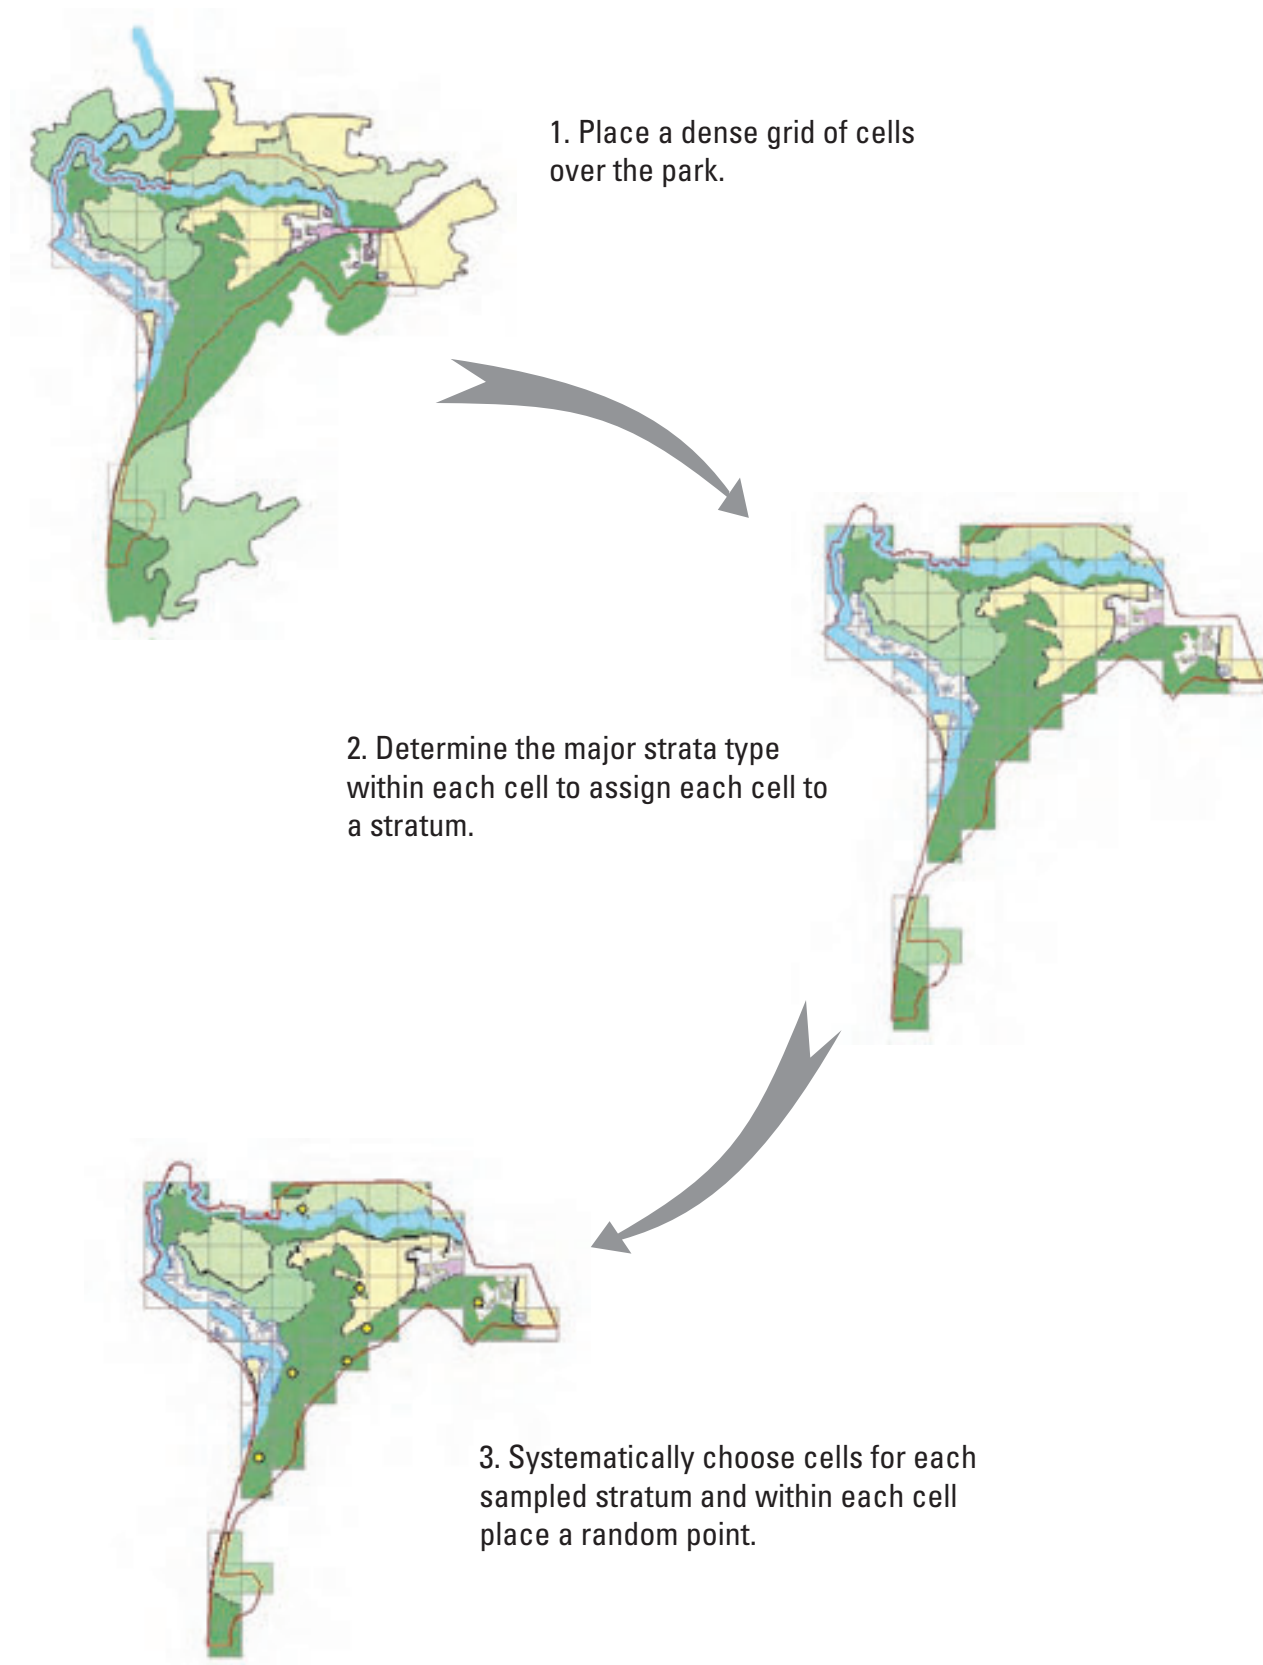 1. Place a dense grid of cells
over the park.
2. Determine the major strata type
within each cell to assign each cell to
a stratum.
3. Systematically choose cells for each
sampled stratum and within each cell
place a random point.